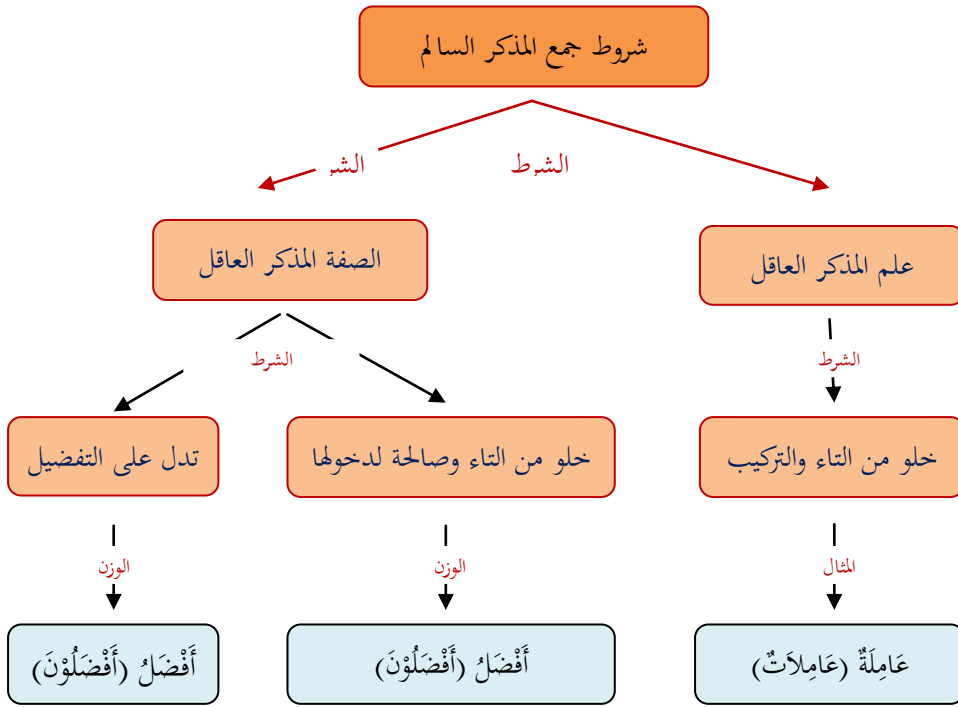 شروط جمع المذكر السالم
الشرط
الشر
علم المذكر العاقل
الصفة المذكر العاقل
الشرط
الشرط
خلو من التاء والتركيب
خلو من التاء وصالحة لدخولها
تدل على التفضيل
المثال
الوزن
الوزن
عَامِلَةٌ (عَامِلَاَتٌ)
أَفْضَلُ (أَفْضَلُوْنَ)
أَفْضَلُ (أَفْضَلُوْنَ)